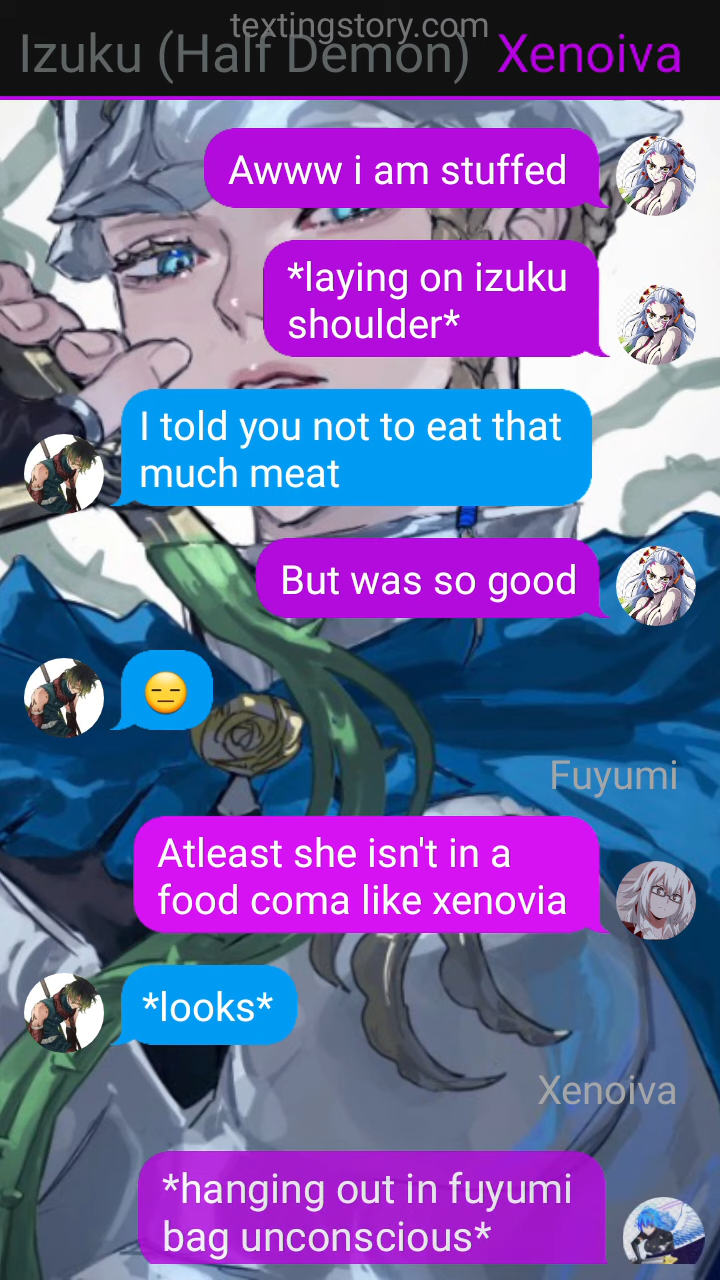 textingstory.com
Izuku (Half Demon) Xenoiva
Awww i am stuffed
*laying on izuku
shoulder*
I told you not to eat that
much meat
But was so good
😑
Fuyumi
Atleast she isn't in a
food coma like xenovia
*looks*
Xenoiva
*hanging out in fuyumi
bag unconscious*